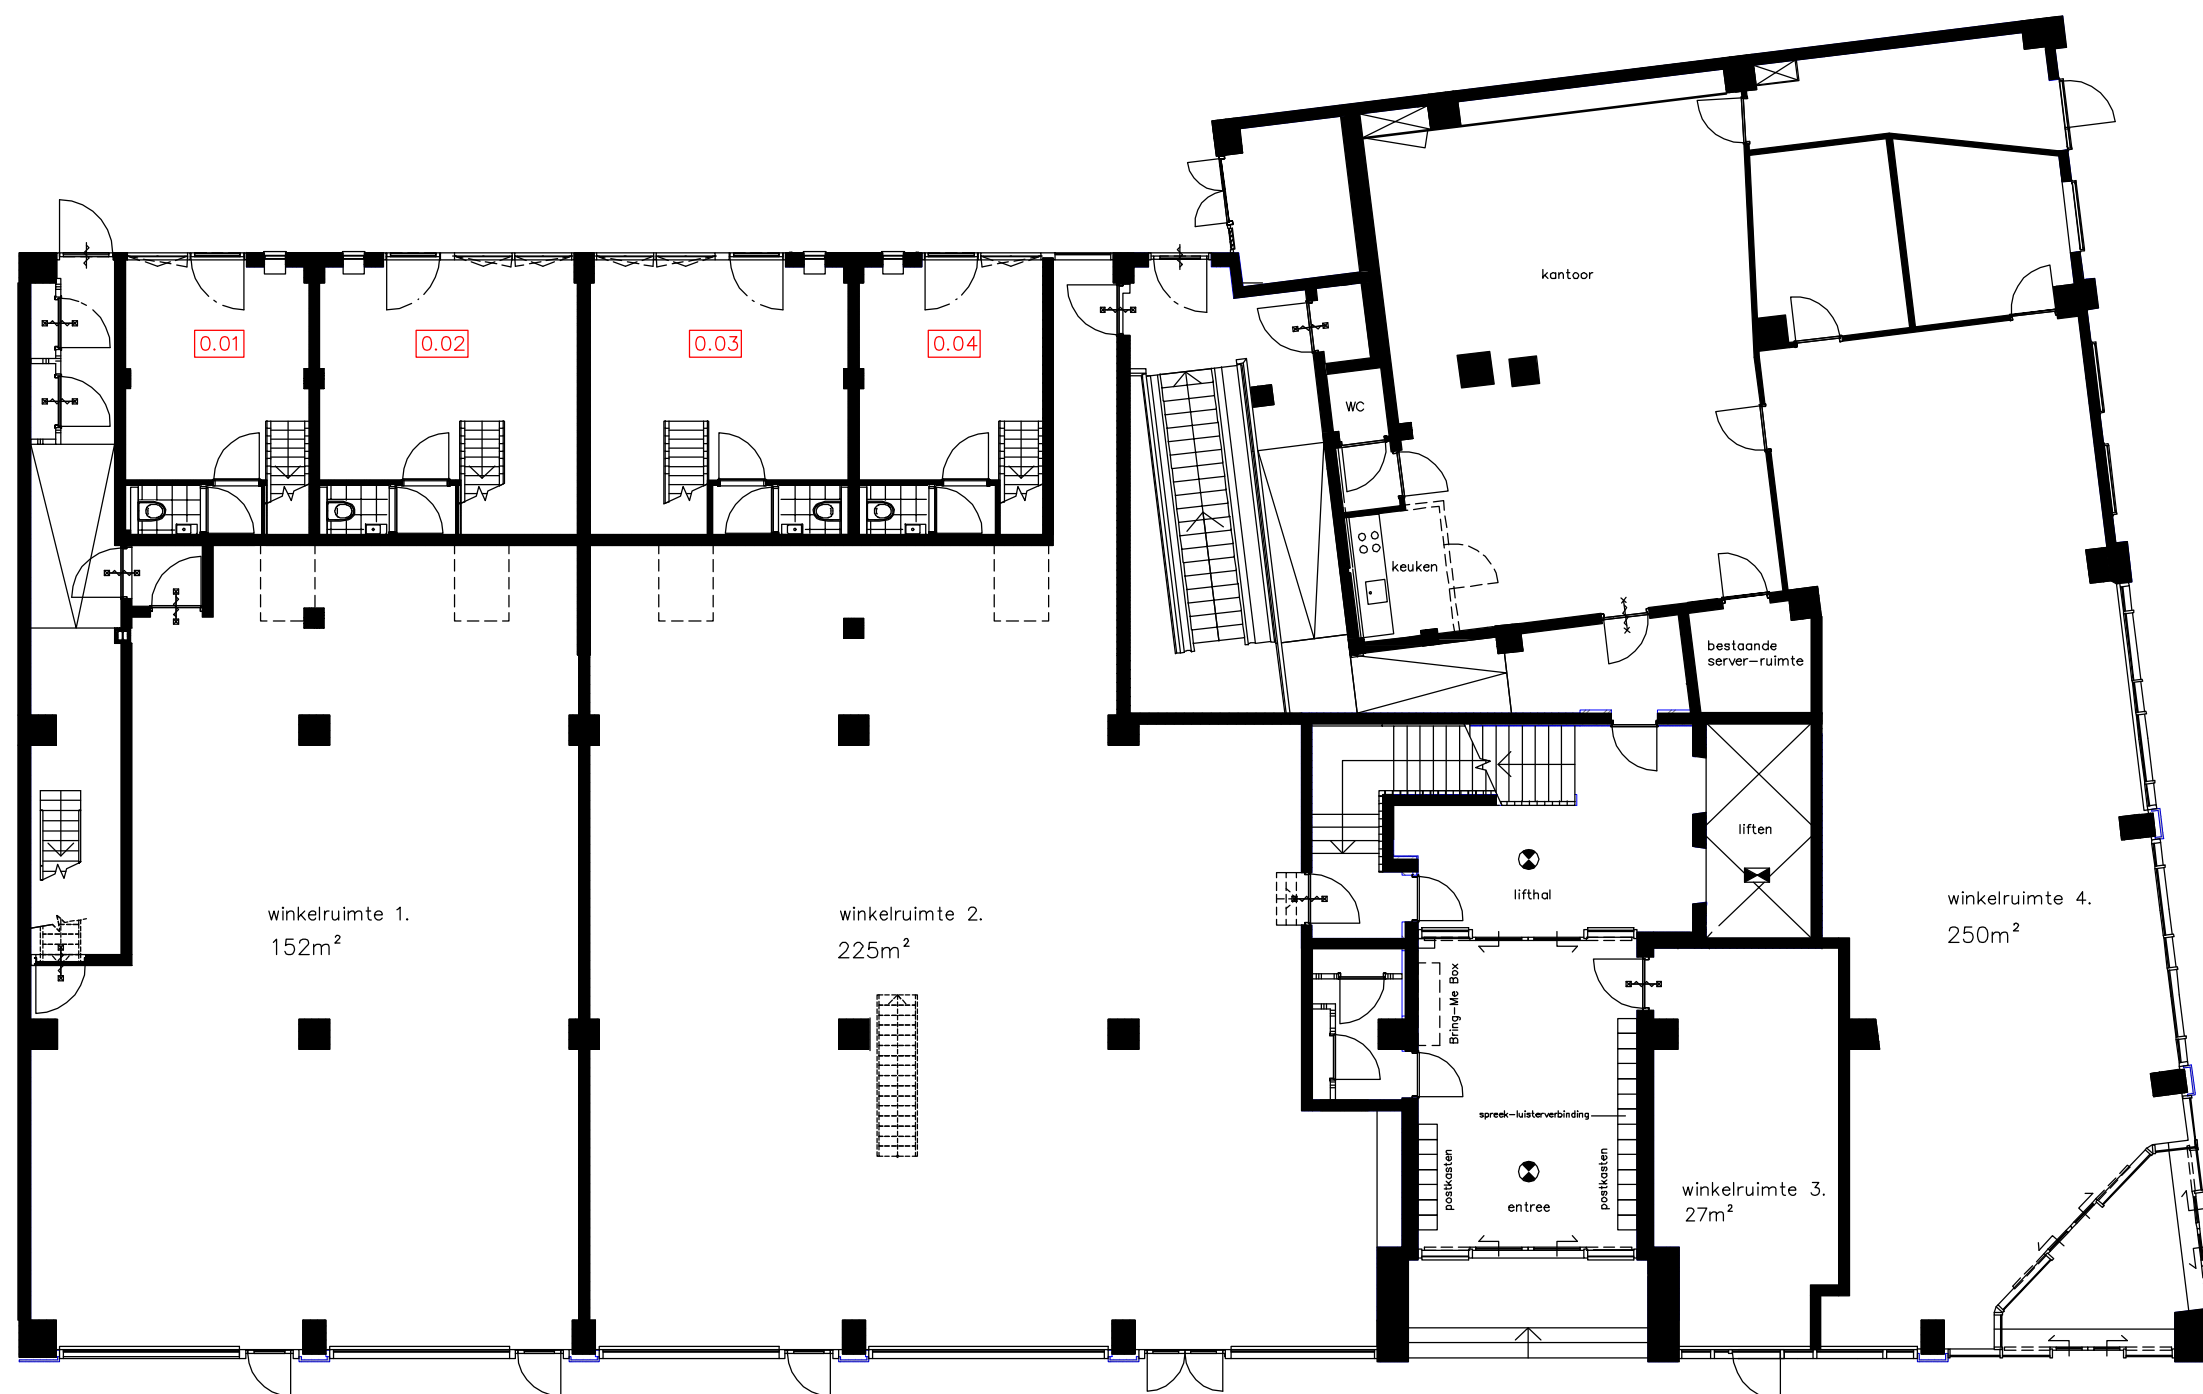 kantoor
0.01
0.02
0.03
0.04
WC
keuken
bestaande
server-ruimte
liften
lifthal
winkelruimte 1.
152m²
winkelruimte 2.
225m²
winkelruimte 4.
250m²
Bring-Me Box
spreek-luisterverbinding
postkasten
postkasten
entree
winkelruimte 3.
27m²